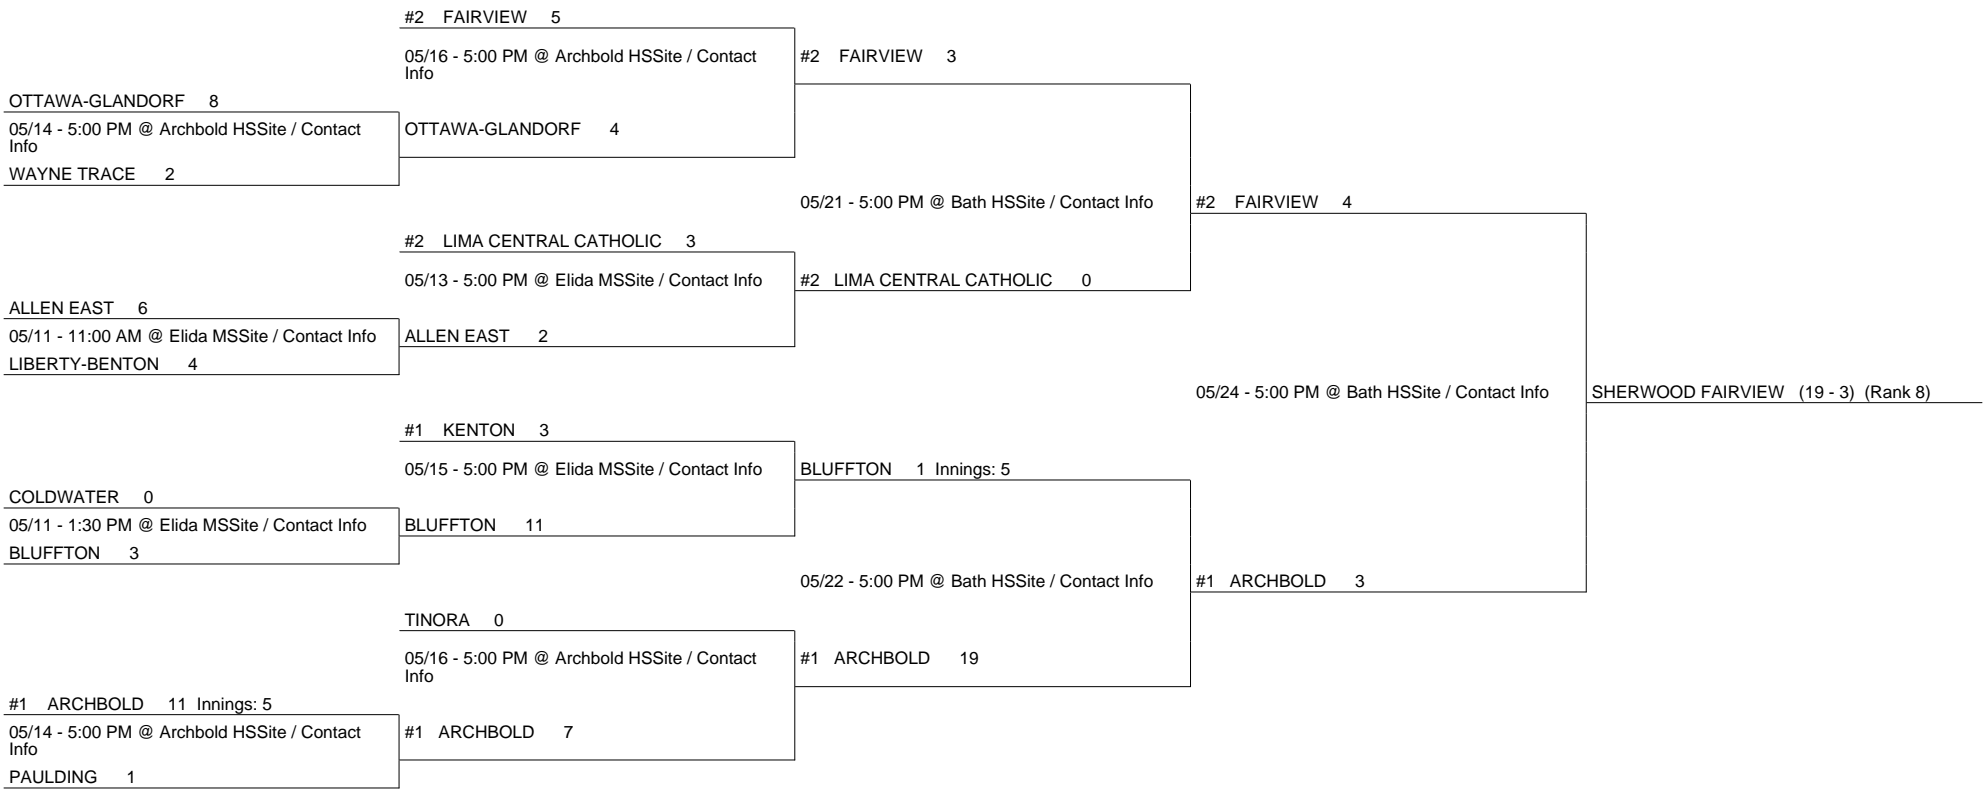 #2 FAIRVIEW 5
05/16 - 5:00 PM @ Archbold HSSite / Contact
Info
#2 FAIRVIEW 3
OTTAWA-GLANDORF 8
05/14 - 5:00 PM @ Archbold HSSite / Contact
Info
OTTAWA-GLANDORF 4
WAYNE TRACE 2
05/21 - 5:00 PM @ Bath HSSite / Contact Info
#2 FAIRVIEW 4
#2 LIMA CENTRAL CATHOLIC 3
05/13 - 5:00 PM @ Elida MSSite / Contact Info
#2 LIMA CENTRAL CATHOLIC 0
ALLEN EAST 6
05/11 - 11:00 AM @ Elida MSSite / Contact Info
ALLEN EAST 2
LIBERTY-BENTON 4
05/24 - 5:00 PM @ Bath HSSite / Contact Info
SHERWOOD FAIRVIEW (19 - 3) (Rank 8)
#1 KENTON 3
05/15 - 5:00 PM @ Elida MSSite / Contact Info
BLUFFTON 1 Innings: 5
COLDWATER 0
05/11 - 1:30 PM @ Elida MSSite / Contact Info
BLUFFTON 11
BLUFFTON 3
05/22 - 5:00 PM @ Bath HSSite / Contact Info
#1 ARCHBOLD 3
TINORA 0
05/16 - 5:00 PM @ Archbold HSSite / Contact
Info
#1 ARCHBOLD 19
#1 ARCHBOLD 11 Innings: 5
05/14 - 5:00 PM @ Archbold HSSite / Contact
Info
#1 ARCHBOLD 7
PAULDING 1